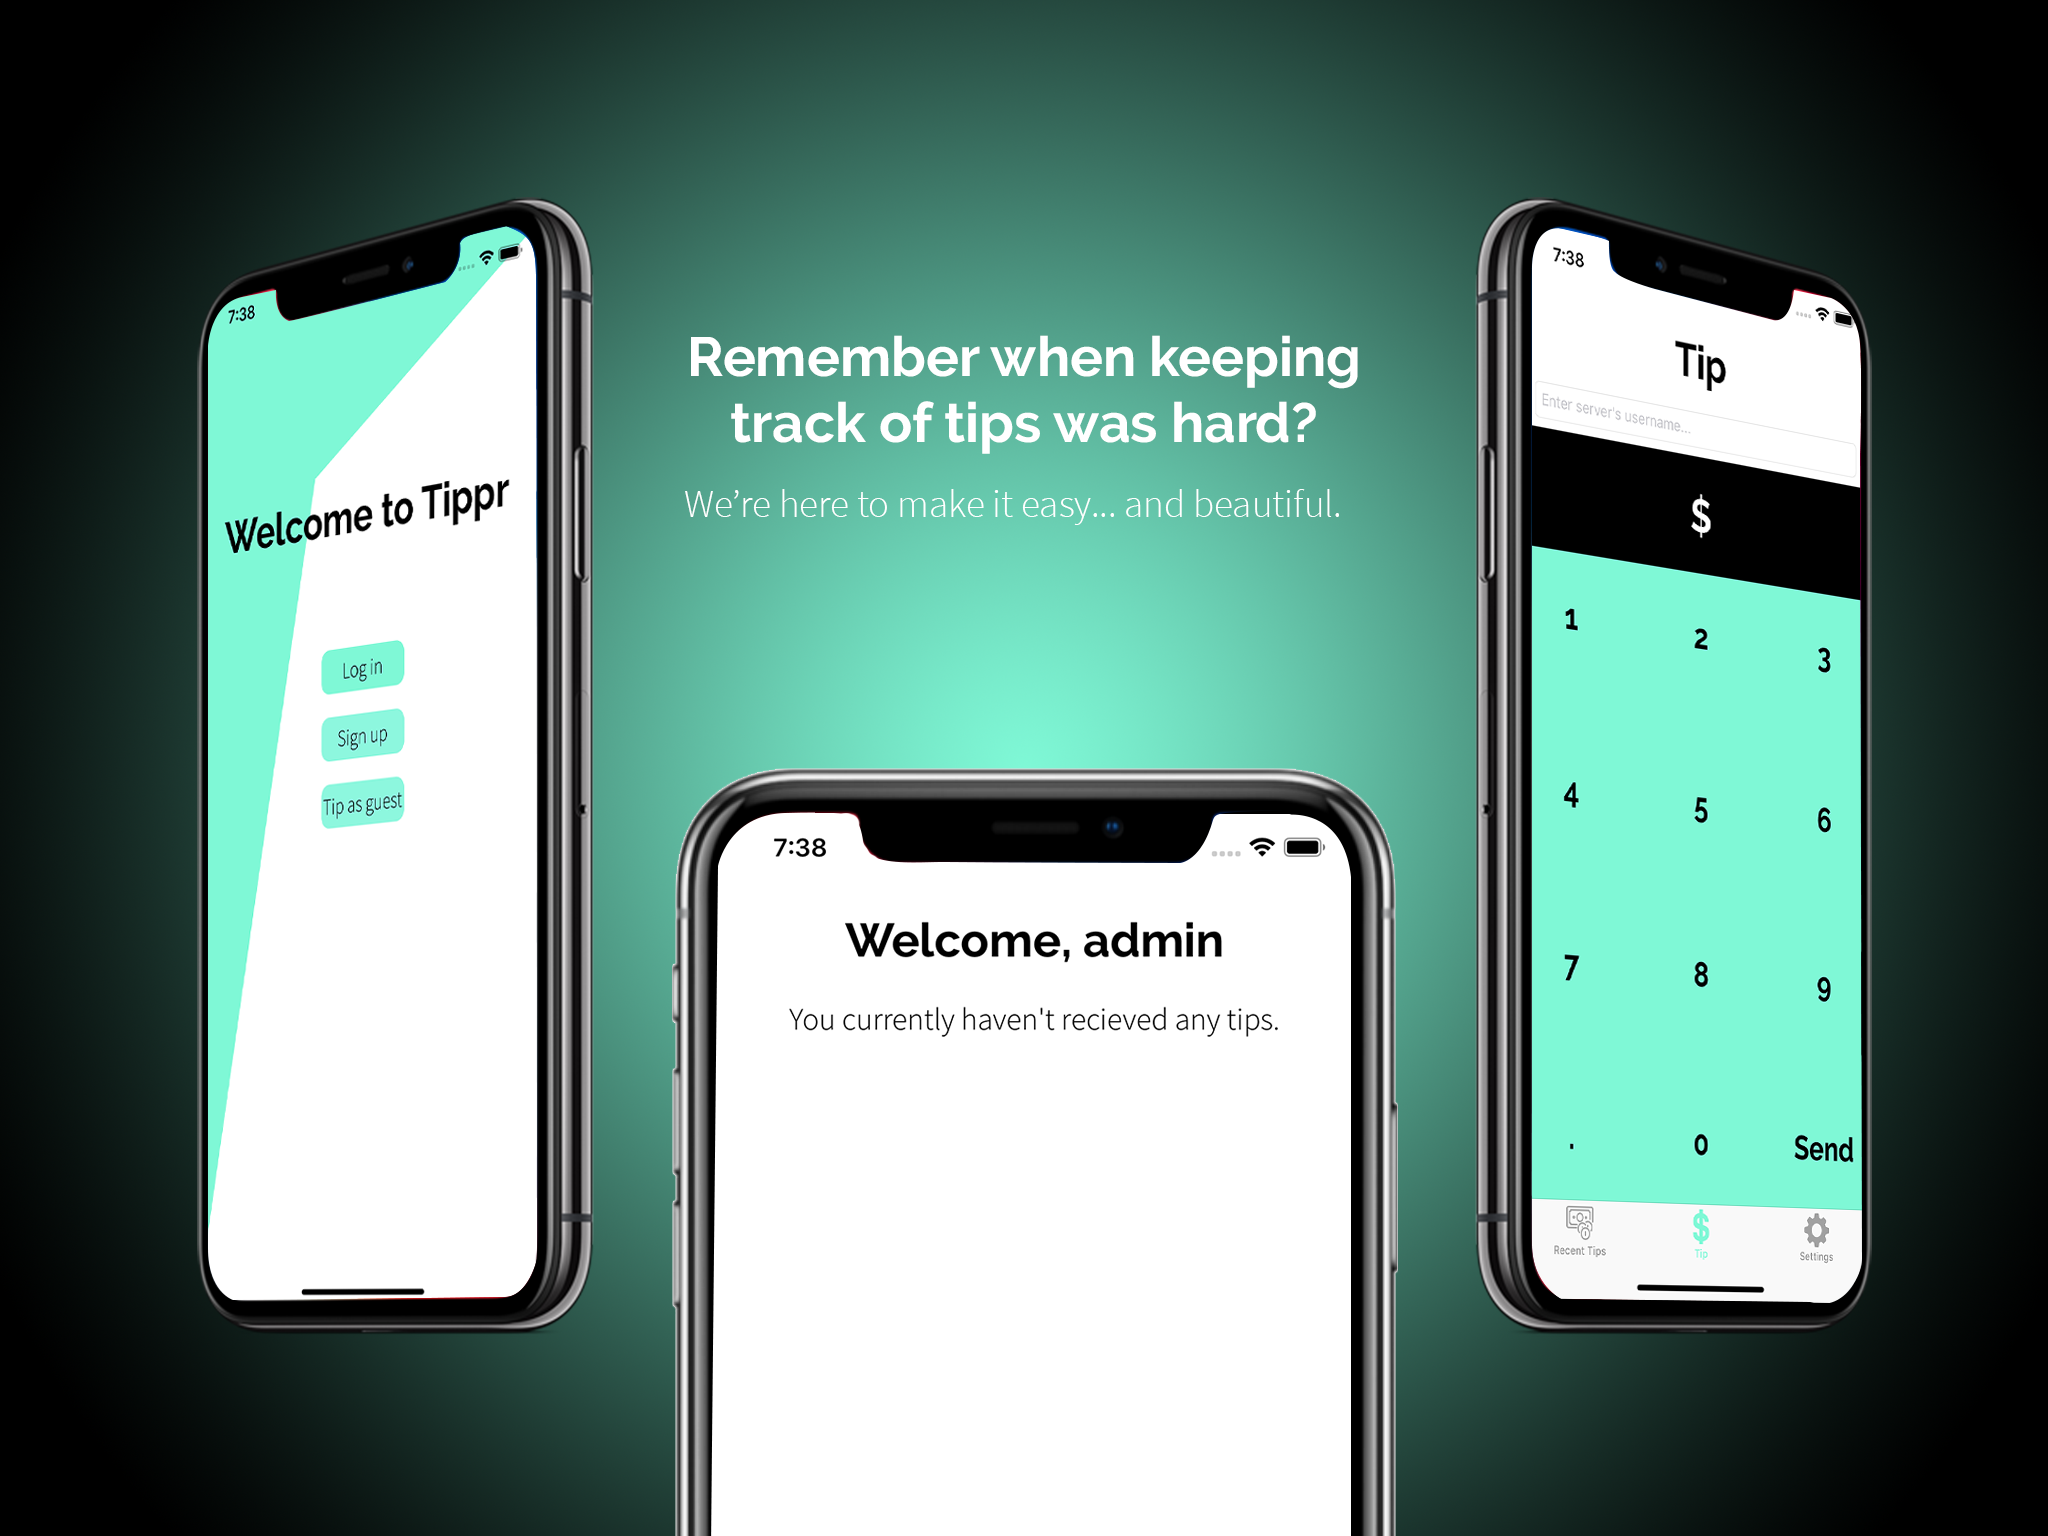 Remember when keeping
track of tips was hard?
We’re here to make it easy... and beautiful.
7:38
Welcome to Tippr
Log in
Sign up
Tip as guest
7:38
Welcome, admin
You currently haven't recieved any tips.
7:38
Tip
Enter server's username...
$
1 2 3
4 5 6
7 8 9
. 0 Send
Recent Tips
$
Tip
Settings